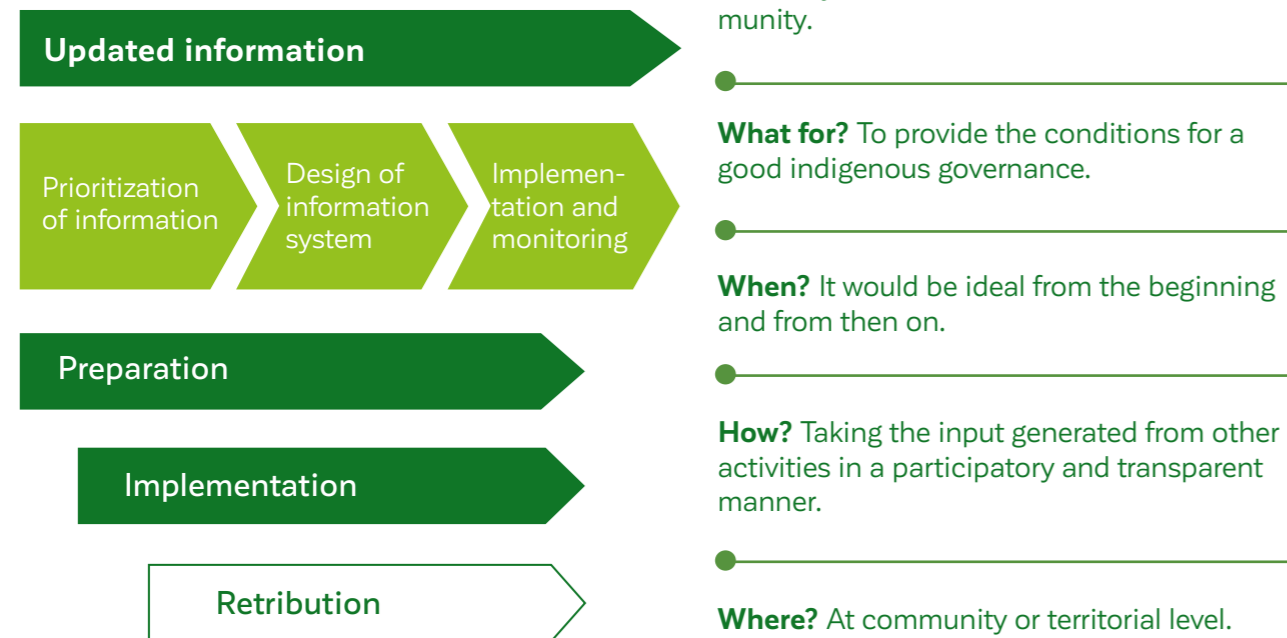 Updated information
Prioritization
of information
Design of
information
system
Implemen-
tation and
monitoring
Preparation
Implementation
Retribution
munity.
What for? To provide the conditions for a
good indigenous governance.
When? It would be ideal from the beginning
and from then on.
How? Taking the input generated from other
activities in a participatory and transparent
manner.
Where? At community or territorial level.